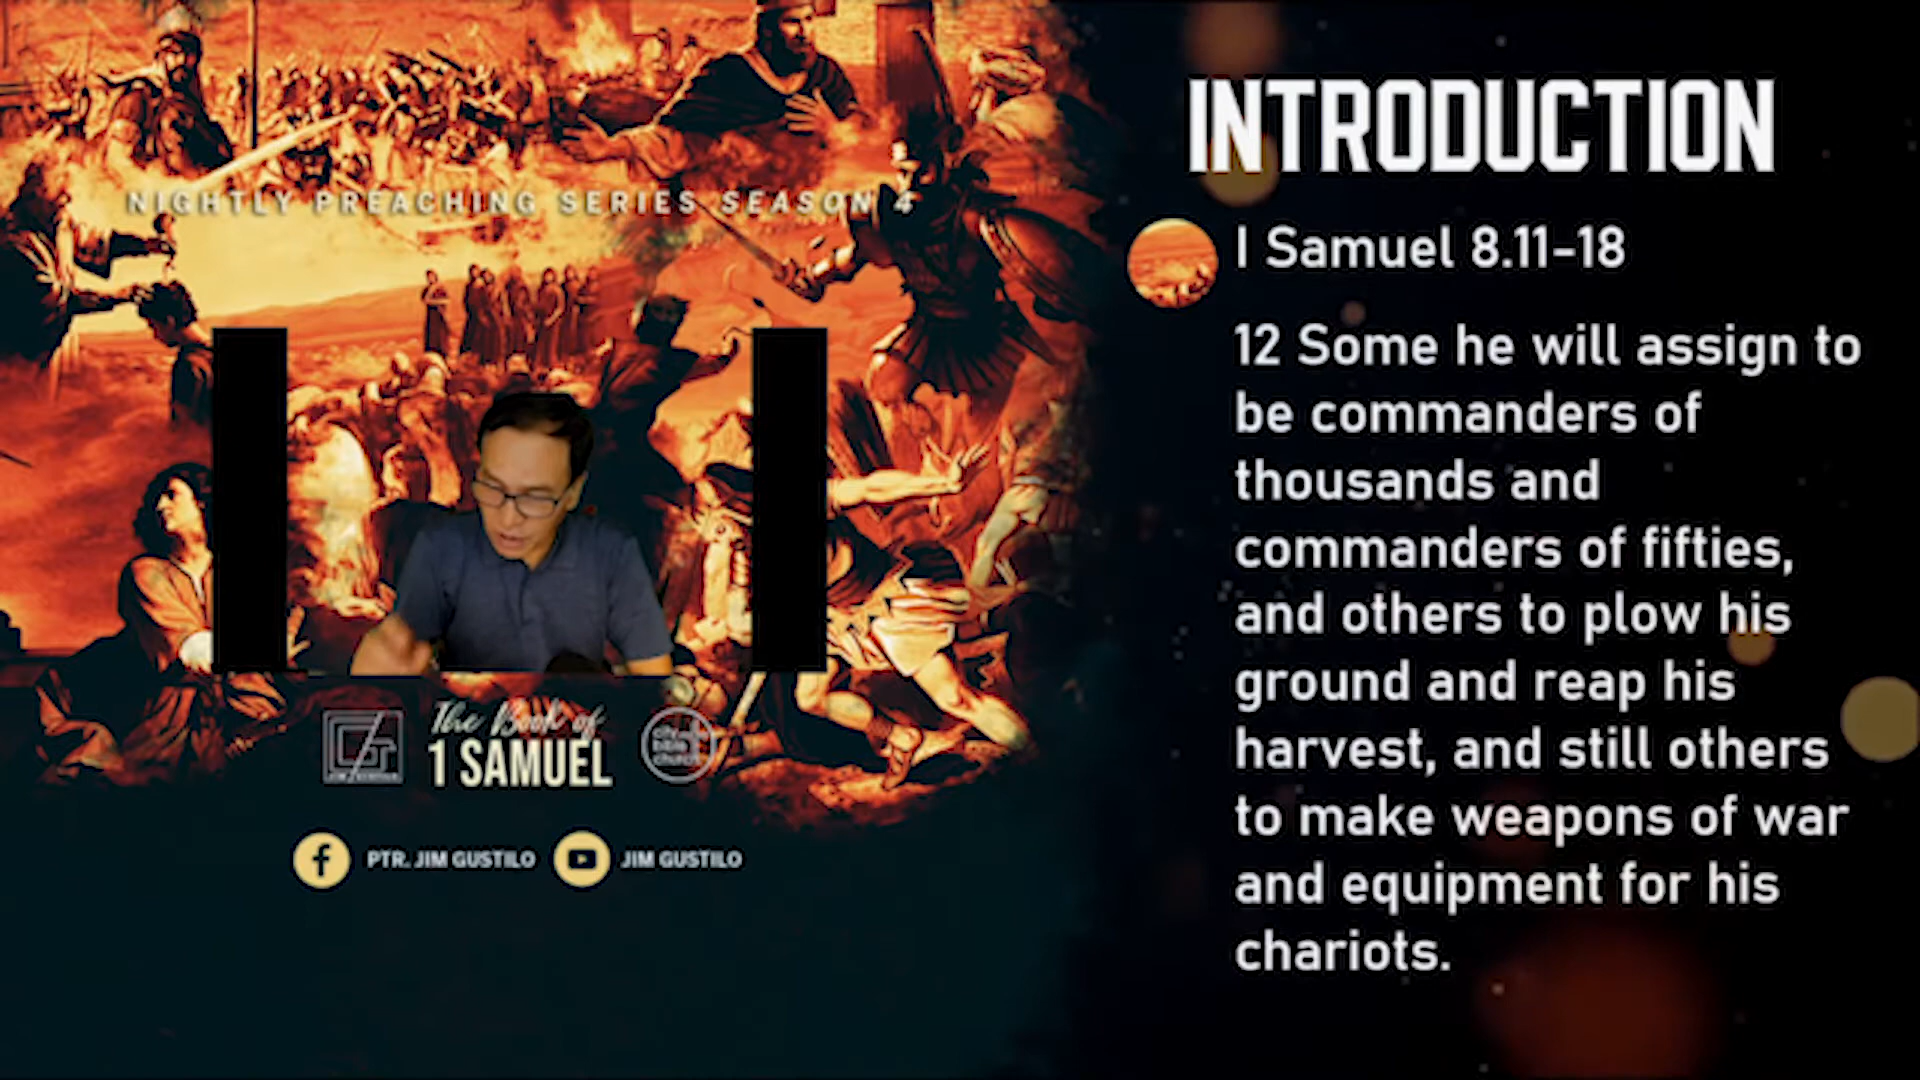 NIGHTLY PREACHING SERIES SEASON 4
The Book of
1 SAMUEL
city
bible
church
PTR. JIM GUSTILO
JIM GUSTILO
INTRODUCTION
I Samuel 8.11-18
12 Some he will assign to
be commanders of
thousands and
commanders of fifties,
and others to plow his
ground and reap his
harvest, and still others
to make weapons of war
and equipment for his
chariots.